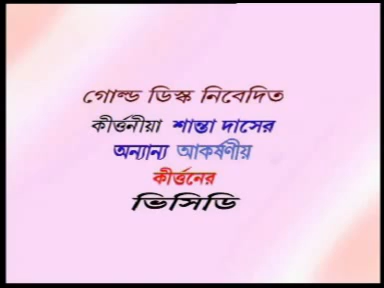 গোল্ড ডিস্ক নিবেদিত
কীর্ত্তনীয়া শান্তা দাসের
অন্যান্য আকর্ষণীয়
কীর্ত্তনের
ভিসিডি